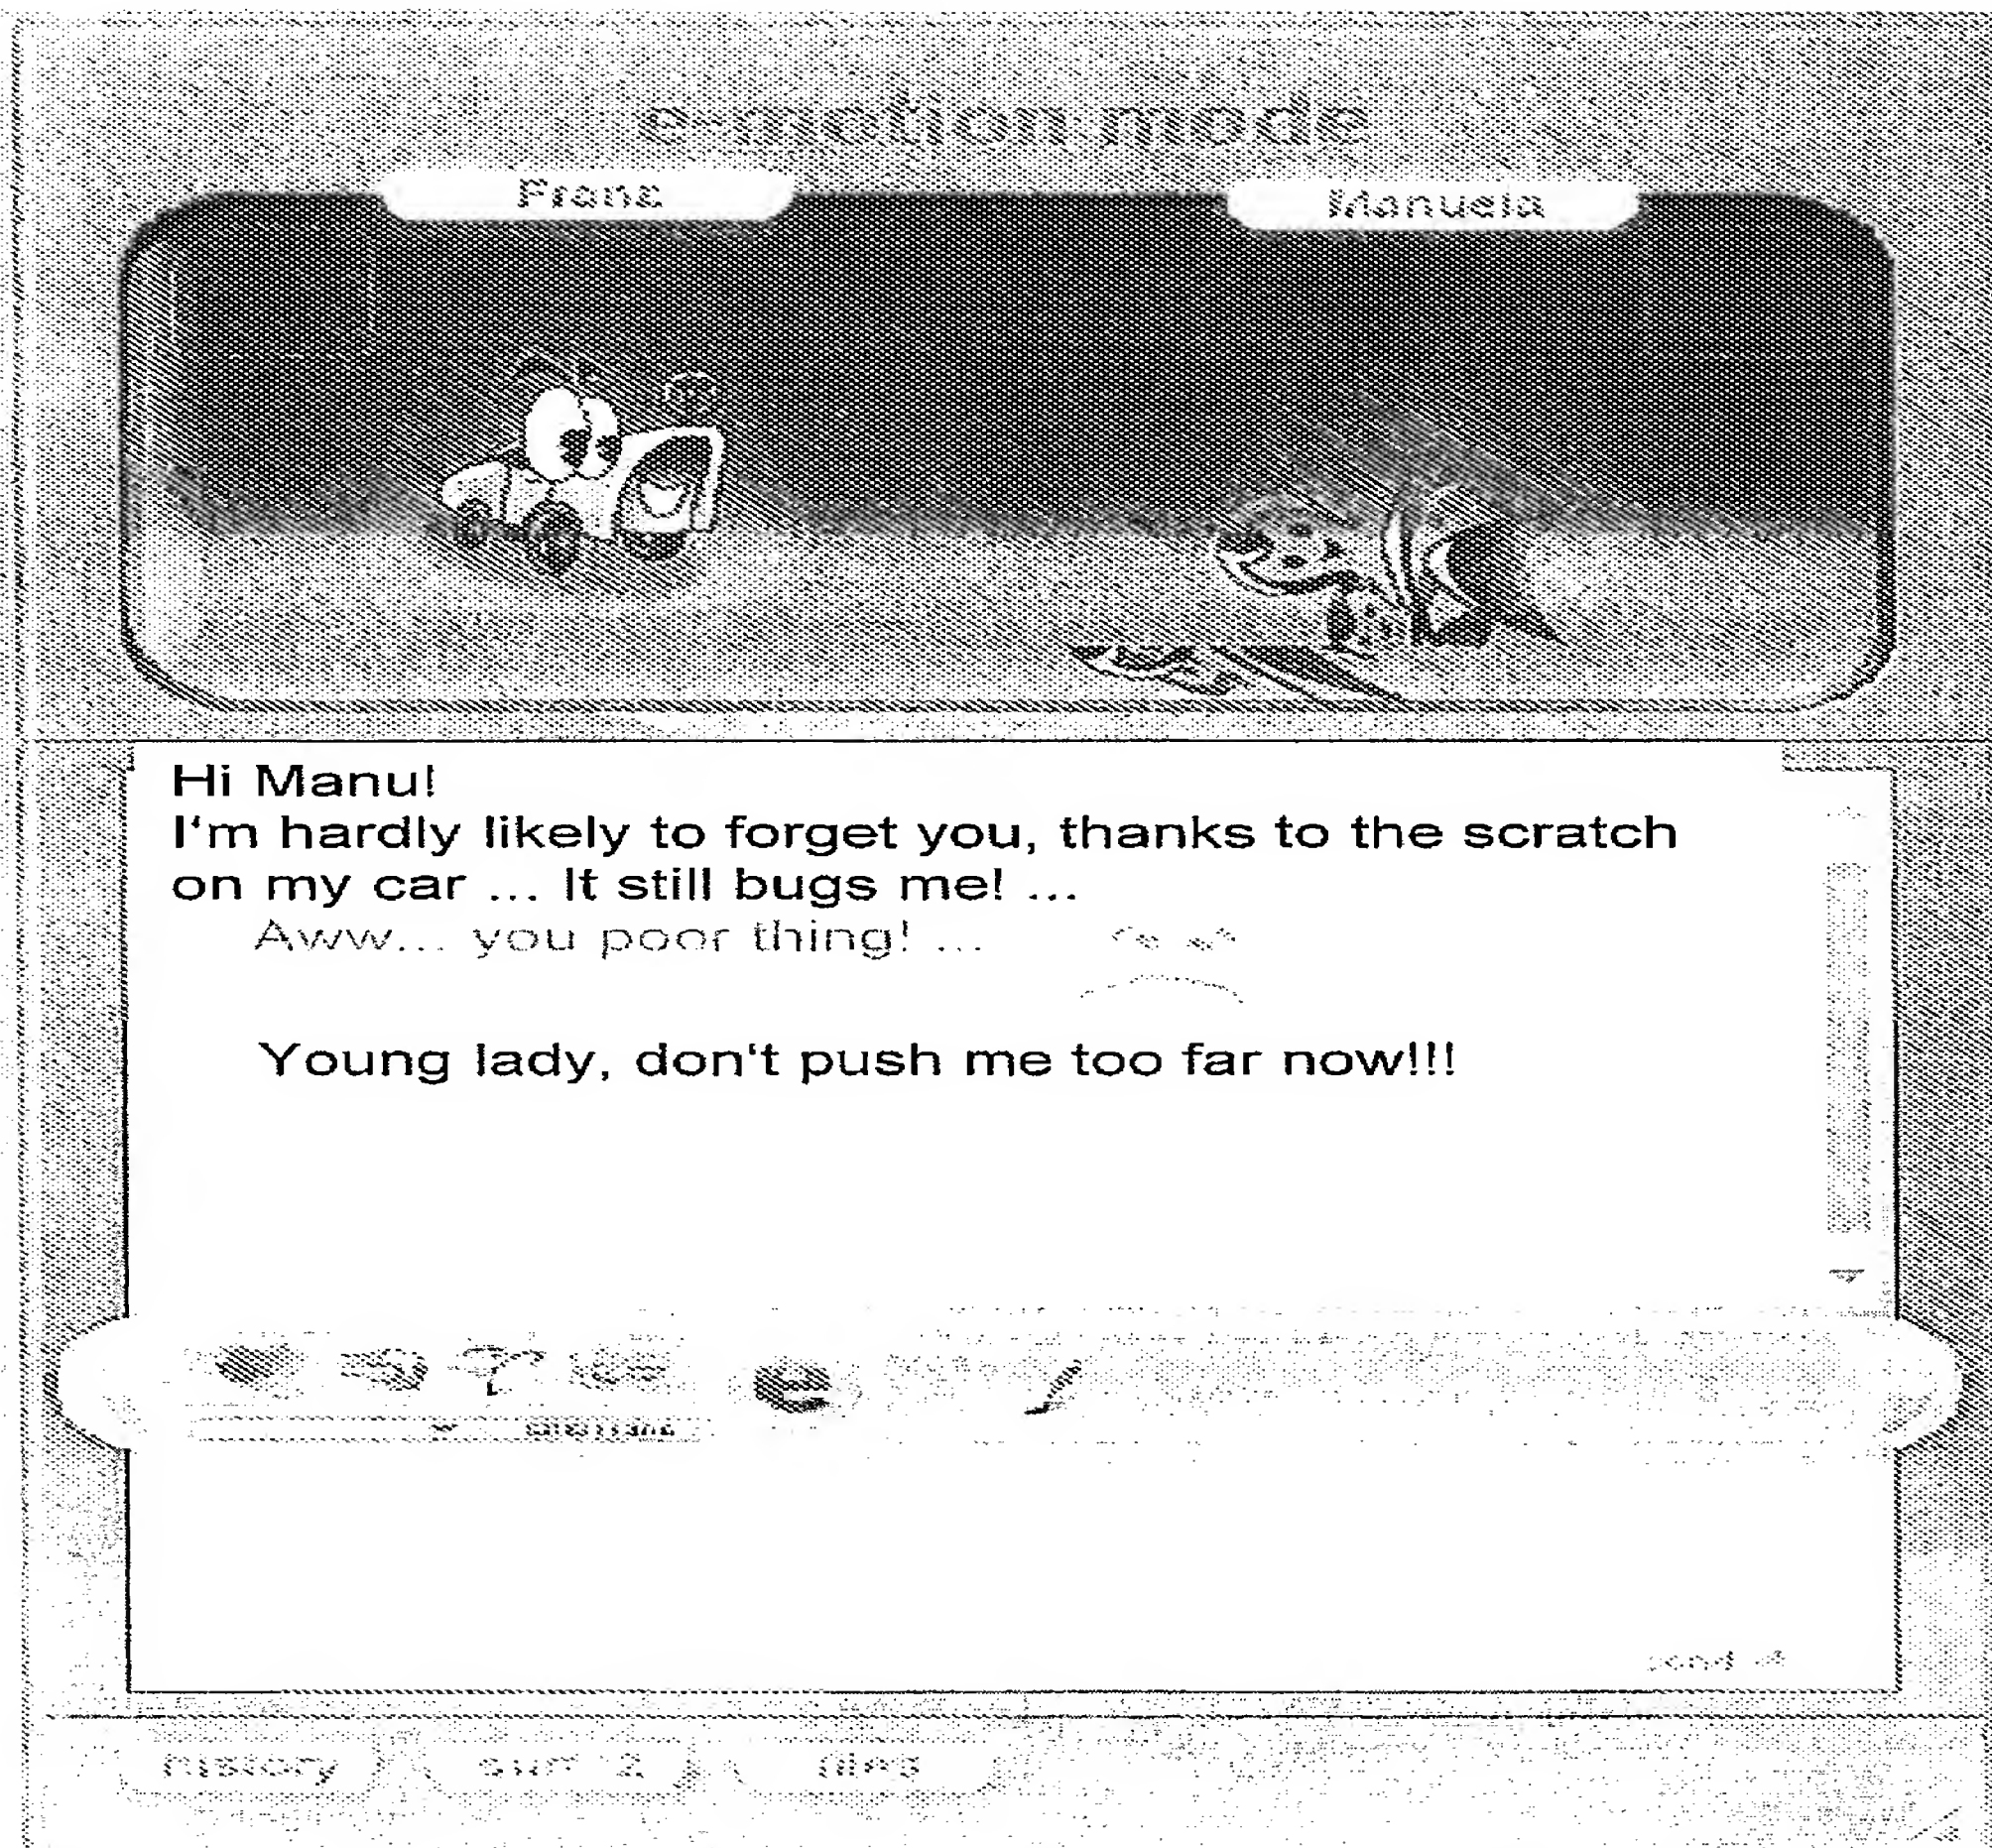 e-motion mode
Franz
Manuela
Hi Manu!
I'm hardly likely to forget you, thanks to the scratch
on my car ... It still bugs me! ...
Aww... you poor thing! ...
Young lady, don't push me too far now!!!
send
history
files